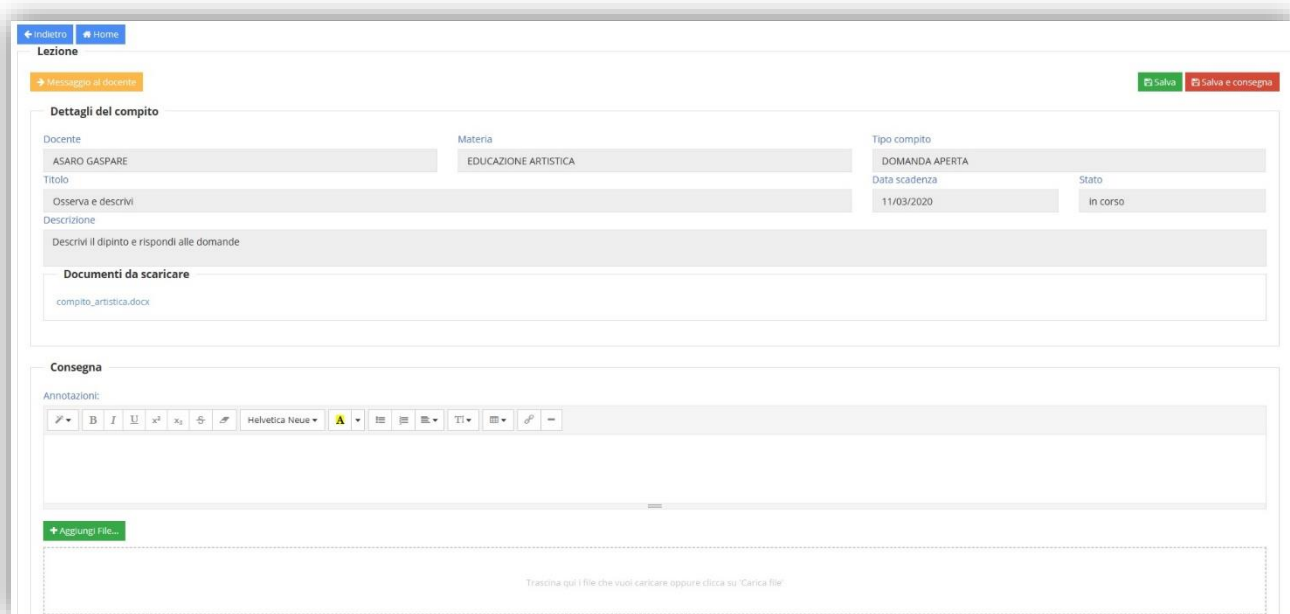 Indietro Home
Lezione
Messaggio al docente Salva Salva e consegna
Dettagli del compito
Docente Materia Tipo compito
ASARO GASPARE EDUCAZIONE ARTISTICA DOMANDA APERTA
Titolo Data scadenza Stato
Osserva e descrivi 11/03/2020 in corso
Descrizione
Descrivi il dipinto e rispondi alle domande
Documenti da scaricare
compito_artistica.docx
Consegna
Annotazioni:
B I U x² x₂ S Helvetica Neue A TI
Aggiungi File...
Trascina qui i file che vuoi caricare oppure clicca su 'Carica file'